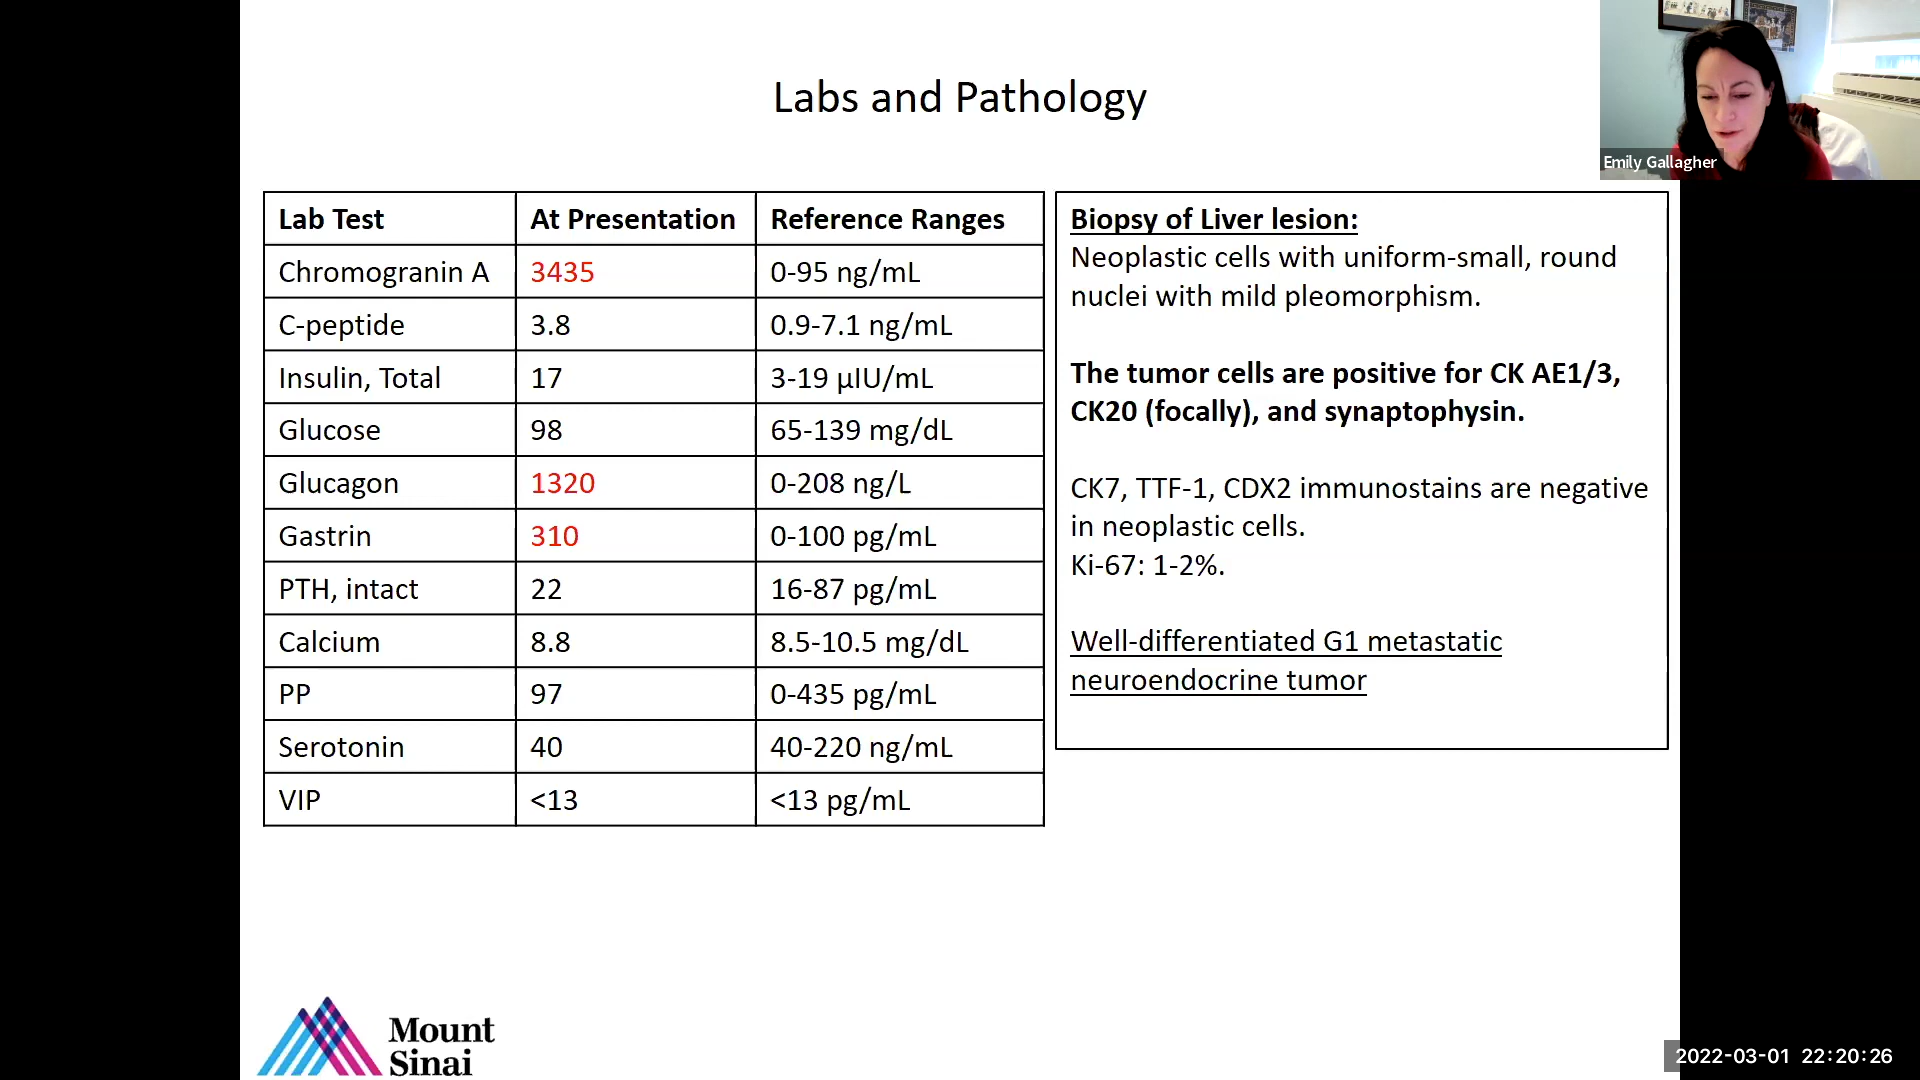 Labs and Pathology
Emily Gallagher
Lab Test At Presentation Reference Ranges
Chromogranin A 3435 0-95 ng/mL
C-peptide 3.8 0.9-7.1 ng/mL
Insulin, Total 17 3-19 µIU/mL
Glucose 98 65-139 mg/dL
Glucagon 1320 0-208 ng/L
Gastrin 310 0-100 pg/mL
PTH, intact 22 16-87 pg/mL
Calcium 8.8 8.5-10.5 mg/dL
PP 97 0-435 pg/mL
Serotonin 40 40-220 ng/mL
VIP <13 <13 pg/mL
Biopsy of Liver lesion:
Neoplastic cells with uniform-small, round
nuclei with mild pleomorphism.
The tumor cells are positive for CK AE1/3,
CK20 (focally), and synaptophysin.
CK7, TTF-1, CDX2 immunostains are negative
in neoplastic cells.
Ki-67: 1-2%.
Well-differentiated G1 metastatic
neuroendocrine tumor
Mount
Sinai
2022-03-01 22:20:26